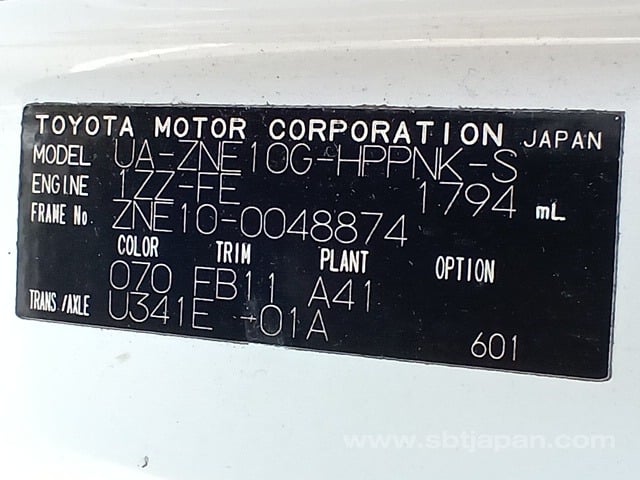 TOYOTA MOTOR CORPORATION JAPAN
MODEL UA-ZNE10G-HPPNK-S
ENGINE 1ZZ-FE 1794 mL
FRAME No. ZNE10-0048874
COLOR TRIM PLANT OPTION
070 FB11 A41
TRANS./AXLE U341E -01A
601
www.sbtjapan.com